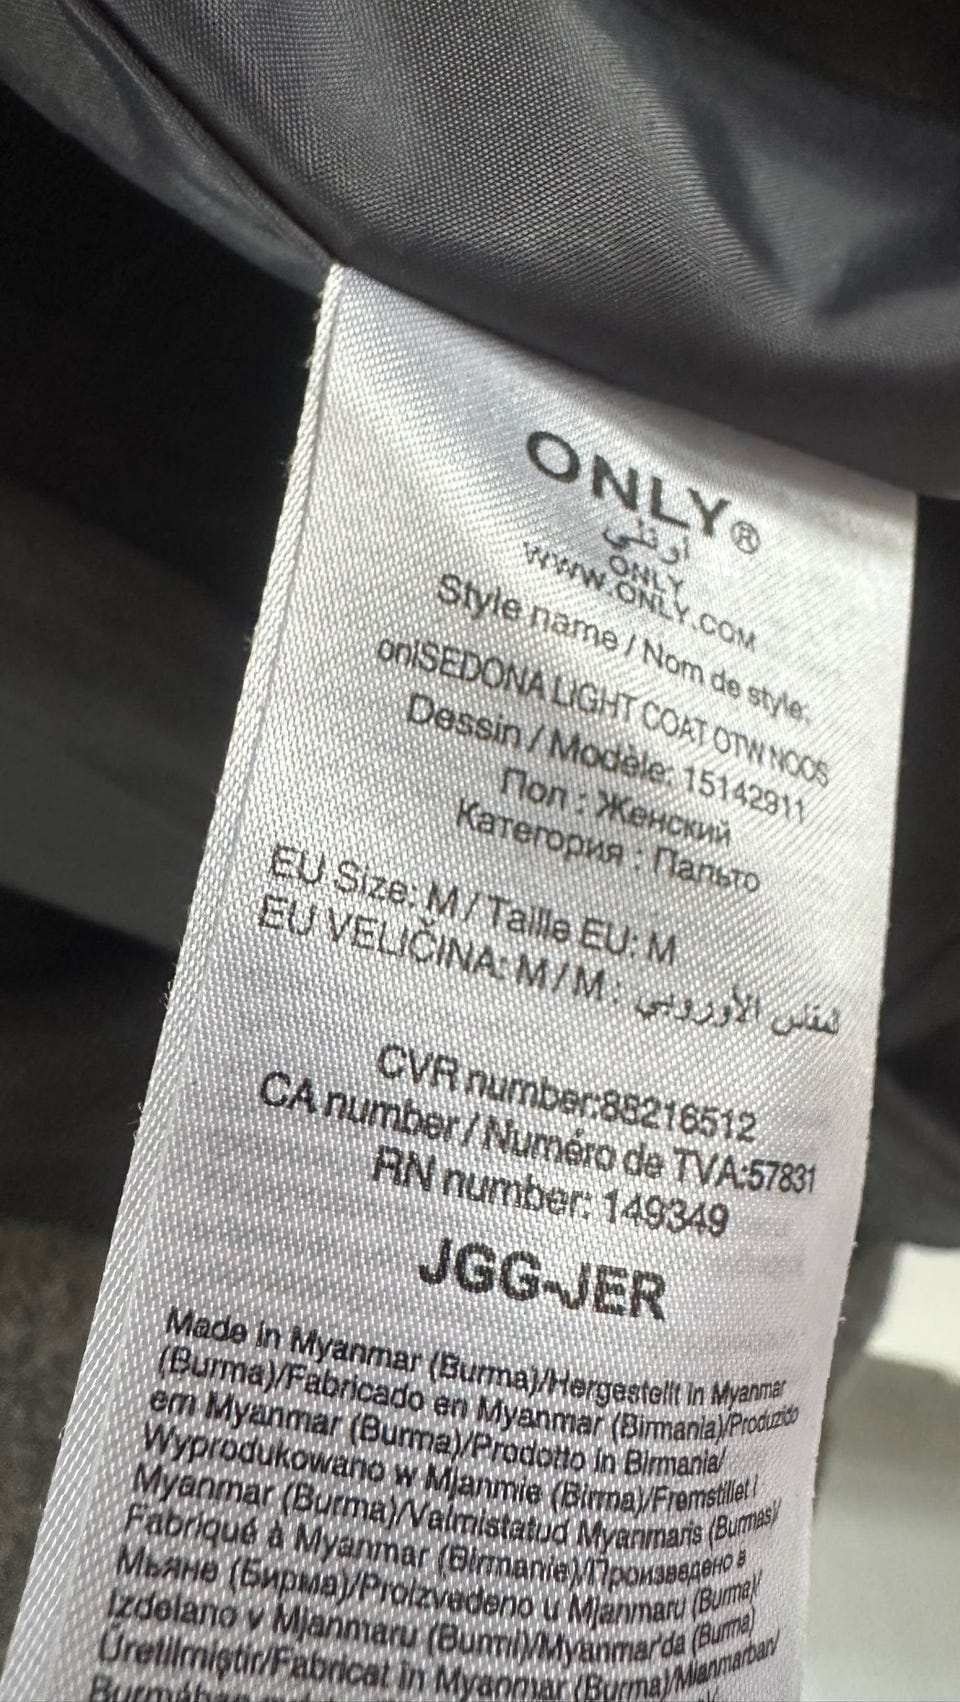 ONLY®
أونلي
ONLY
WWW.ONLY.COM
Style name / Nom de style:
onlSEDONA LIGHT COAT OTW NOOS
Dessin / Modèle: 15142911
Пол : Женский
Категория : Пальто
EU Size: M / Taille EU: M
EU VELIČINA: M / M : المقاس الأوروبي
CVR number:88216512
CA number / Numéro de TVA:57831
RN number: 149349
JGG-JER
Made in Myanmar (Burma)/Hergestellt in Myanmar
(Burma)/Fabricado en Myanmar (Birmania)/Produzido
em Myanmar (Burma)/Prodotto in Birmania/
Wyprodukowano w Mjanmie (Birma)/Fremstillet i
Myanmar (Burma)/Valmistatud Myanmaris (Burmas)/
Fabriqué à Myanmar (Birmanie)/Произведено в
Мьяне (Бирма)/Proizvedeno u Mjanmaru (Burma)/
Izdelano v Mjanmaru (Burmi)/Myanmar'da (Burma)
Üretilmiştir/Fabricat în Myanmar (Burma)/Mianmarban/